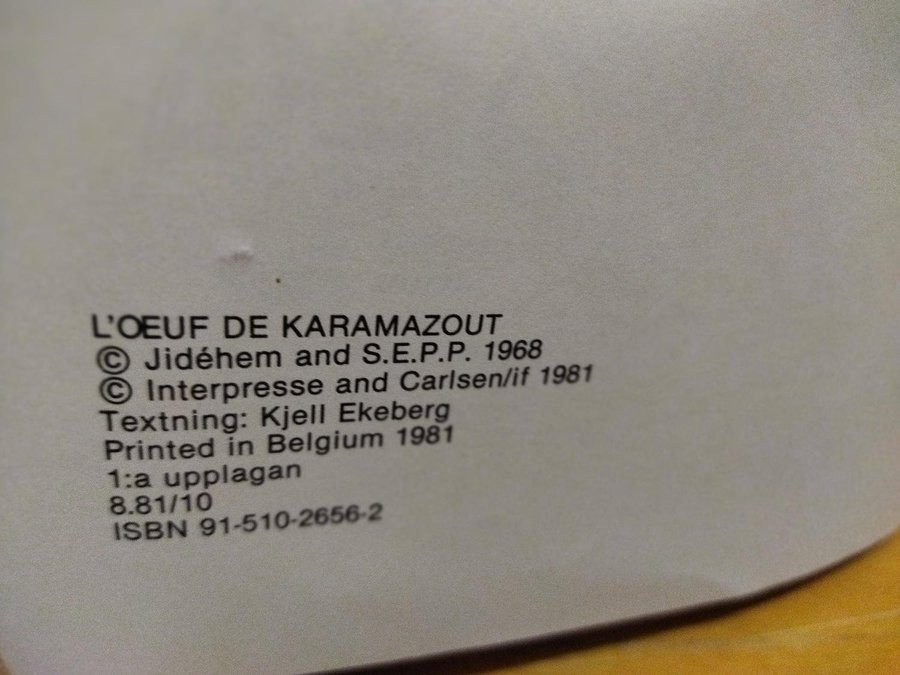 L'OEUF DE KARAMAZOUT
© Jidéhem and S.E.P.P. 1968
© Interpresse and Carlsen/if 1981
Textning: Kjell Ekeberg
Printed in Belgium 1981
1:a upplagan
8.81/10
ISBN 91-510-2656-2